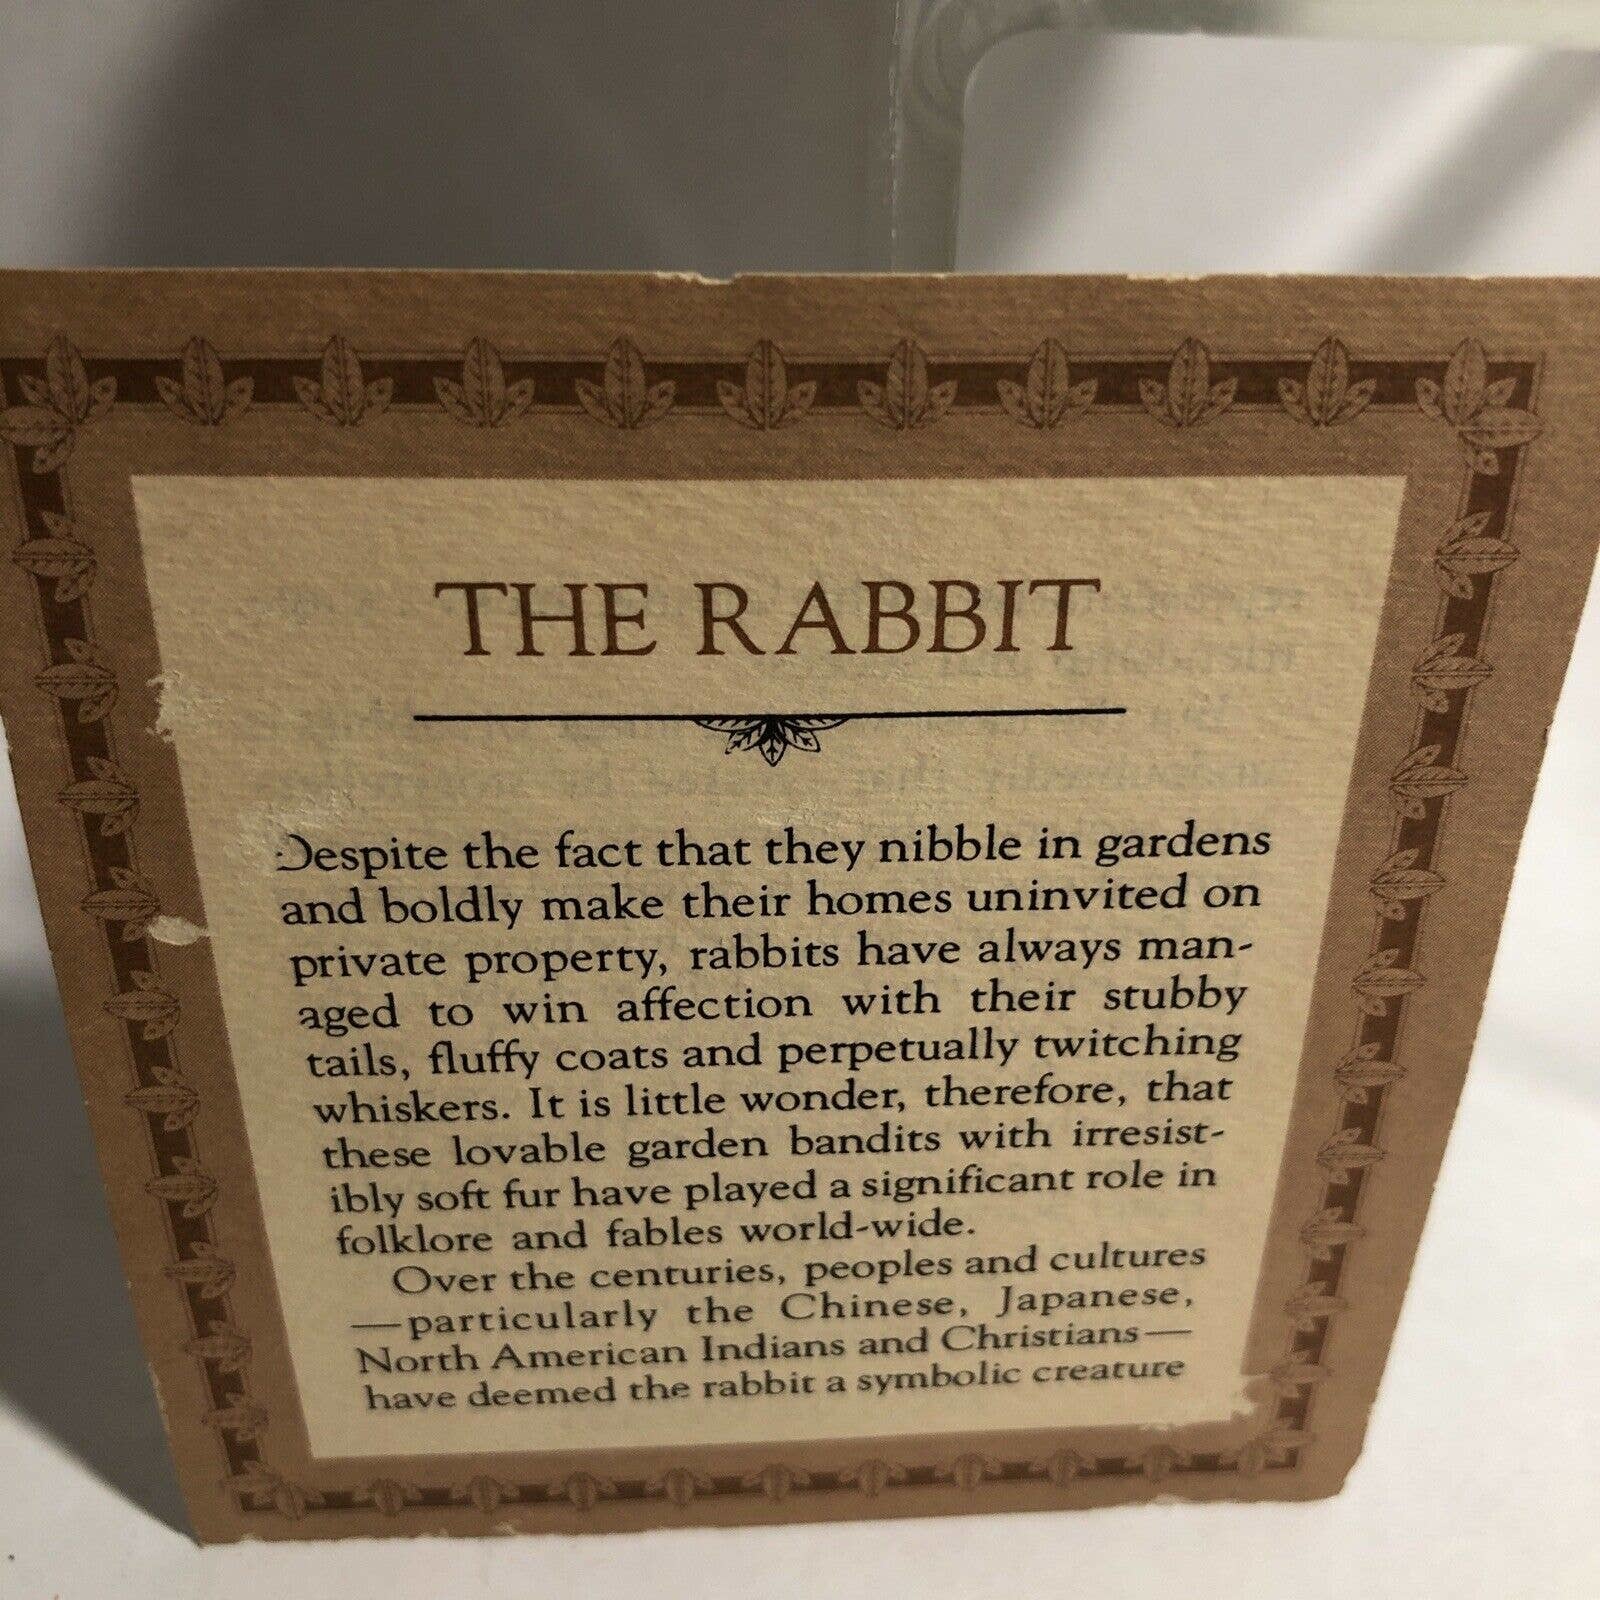 THE RABBIT
Despite the fact that they nibble in gardens
and boldly make their homes uninvited on
private property, rabbits have always man-
aged to win affection with their stubby
tails, fluffy coats and perpetually twitching
whiskers. It is little wonder, therefore, that
these lovable garden bandits with irresist-
ibly soft fur have played a significant role in
folklore and fables world-wide.
Over the centuries, peoples and cultures
—particularly the Chinese, Japanese,
North American Indians and Christians—
have deemed the rabbit a symbolic creature